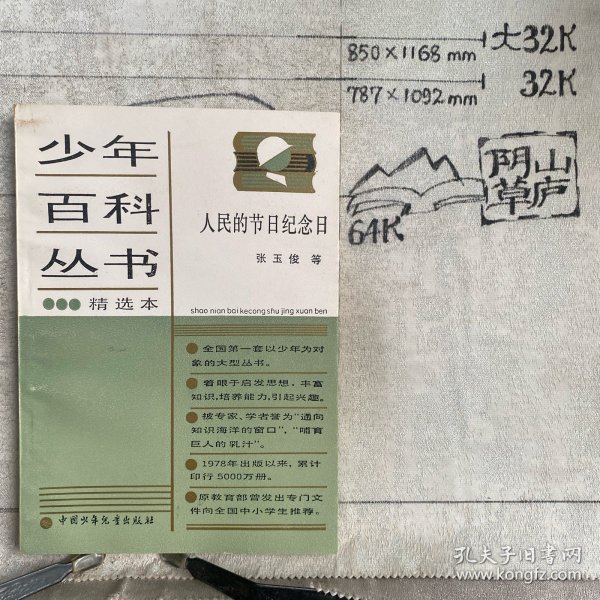 少年
百科
丛书
精选本
人民的节日纪念日
张玉俊 等
shao nian bai ke cong shu jing xuan ben
全国第一套以少年为对
象的大型丛书。
着眼于启发思想，丰富
知识，培养能力，引起兴趣。
被专家、学者誉为“通向
知识海洋的窗口”，“哺育
巨人的乳汁”。
1978年出版以来，累计
印行5000万册。
原教育部曾发出专门文
件向全国中小学生推荐。
中国少年儿童出版社
850×1168 mm 大32K
787×1092 mm 32K
64K
阴山
草庐
孔夫子旧书网
www.kongfz.com